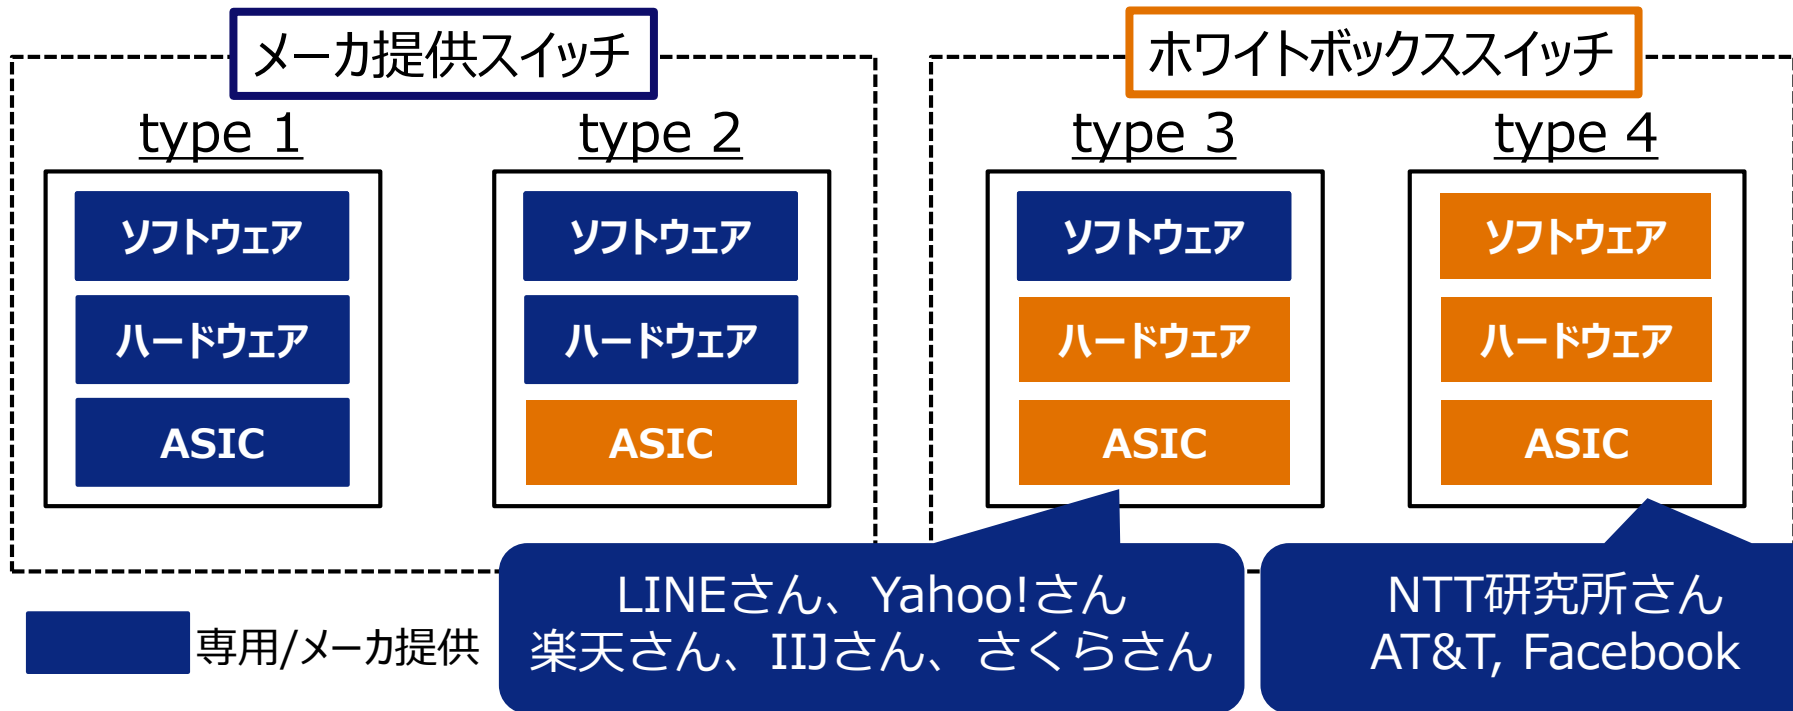 メーカ提供スイッチ
ホワイトボックススイッチ
type 1
type 2
type 3
type 4
ソフトウェア
ハードウェア
ASIC
ソフトウェア
ハードウェア
ASIC
ソフトウェア
ハードウェア
ASIC
ソフトウェア
ハードウェア
ASIC
専用/メーカ提供
LINEさん、Yahoo!さん
楽天さん、IIJさん、さくらさん
NTT研究所さん
AT&T, Facebook